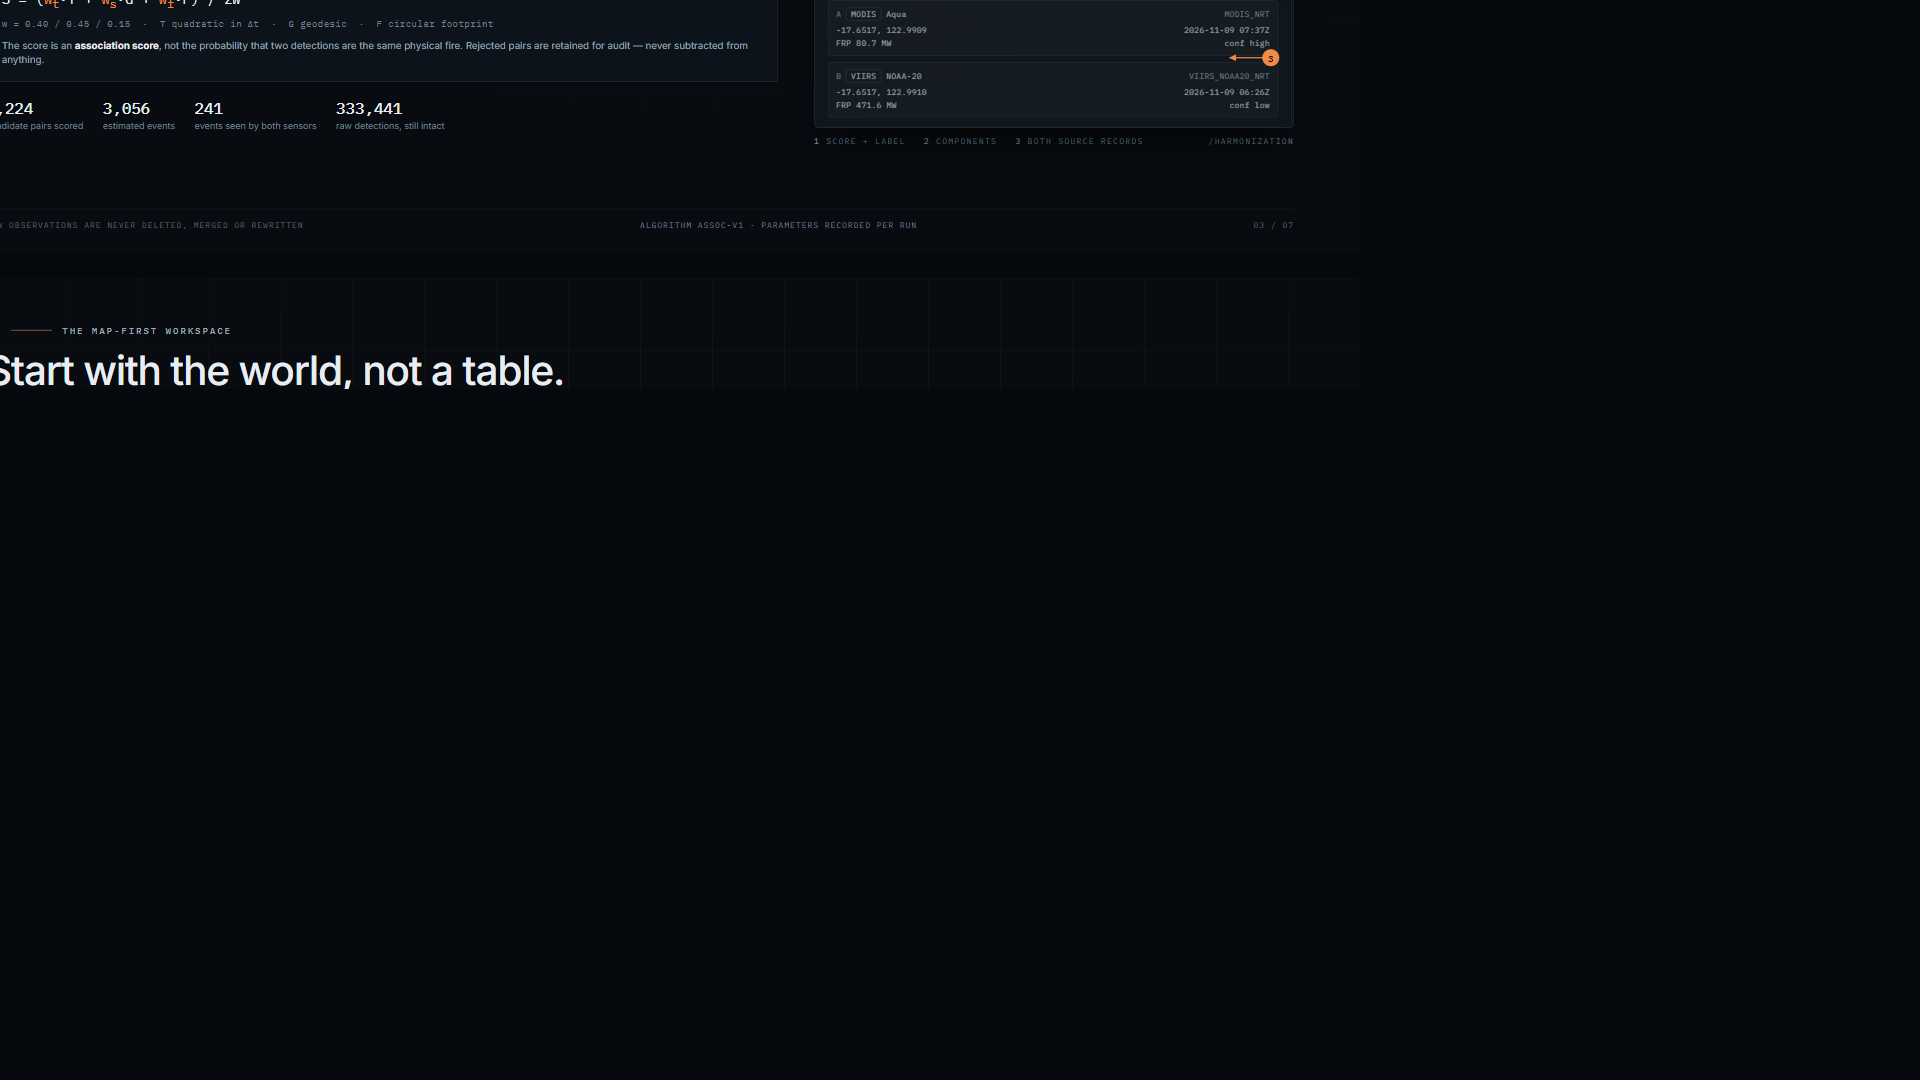 w = 0.40 / 0.45 / 0.15 · T quadratic in Δt · G geodesic · F circular footprint
The score is an association score, not the probability that two detections are the same physical fire. Rejected pairs are retained for audit — never subtracted from
anything.
,224
didate pairs scored
3,056
estimated events
241
events seen by both sensors
333,441
raw detections, still intact
A MODIS Aqua
MODIS_NRT
-17.6517, 122.9909
2026-11-09 07:37Z
FRP 80.7 MW
conf high
3
B VIIRS NOAA-20
VIIRS_NOAA20_NRT
-17.6517, 122.9910
2026-11-09 06:26Z
FRP 471.6 MW
conf low
1 SCORE + LABEL 2 COMPONENTS 3 BOTH SOURCE RECORDS
/HARMONIZATION
OBSERVATIONS ARE NEVER DELETED, MERGED OR REWRITTEN
ALGORITHM ASSOC-V1 · PARAMETERS RECORDED PER RUN
03 / 07
THE MAP-FIRST WORKSPACE
Start with the world, not a table.